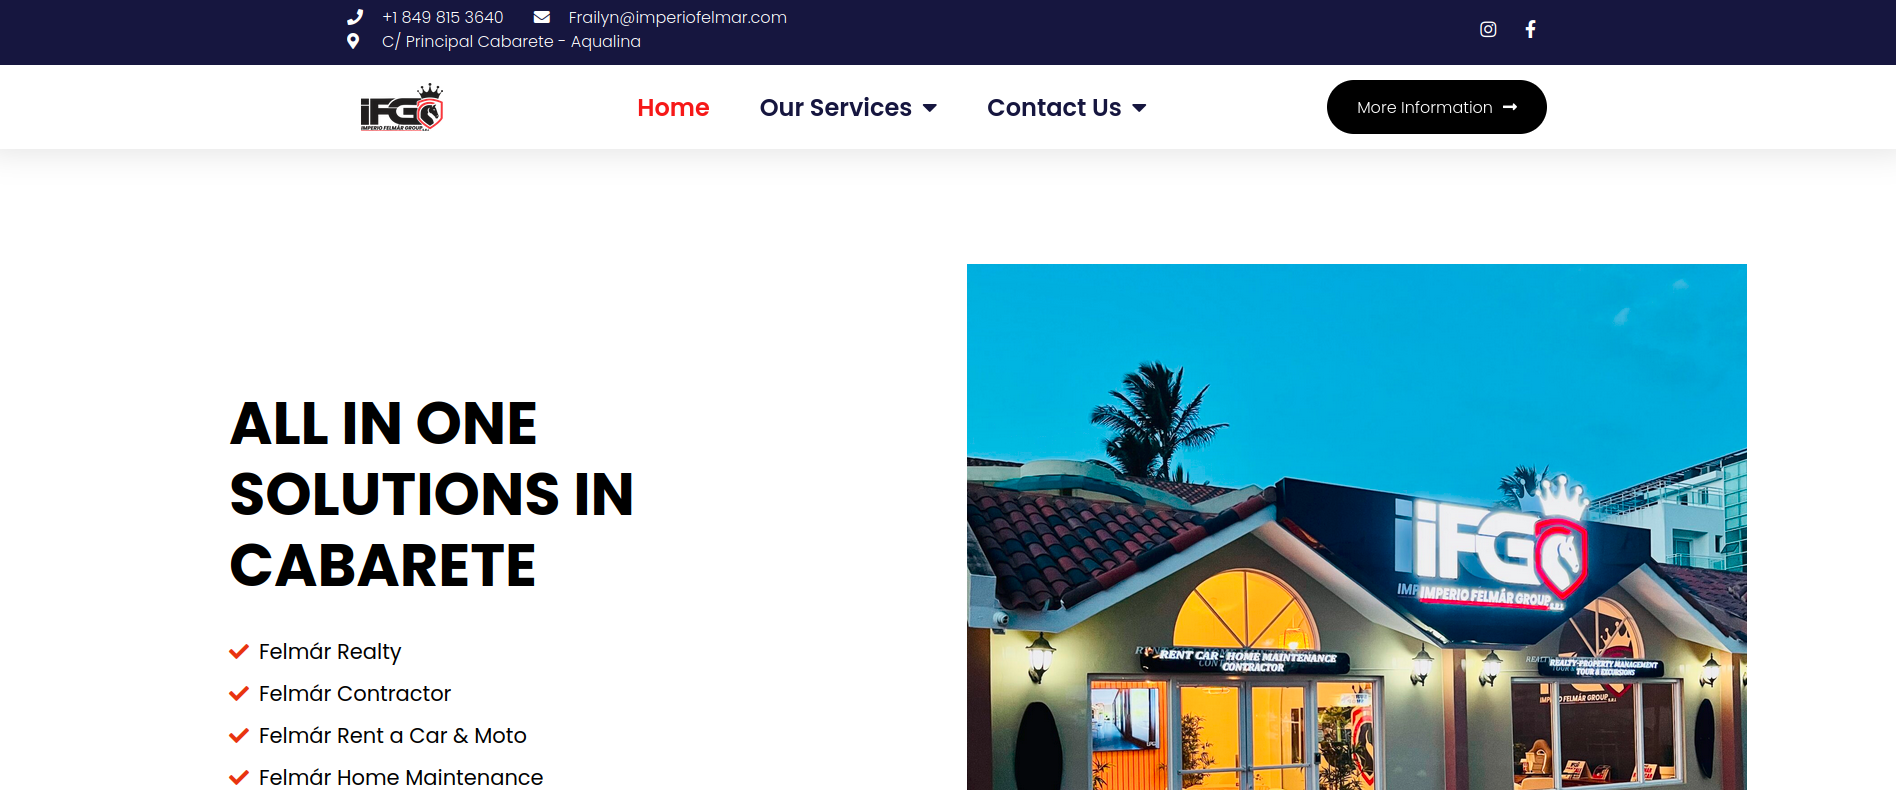 +1 849 815 3640
Frailyn@imperiofelmar.com
C/ Principal Cabarete - Aqualina
iFG
IMPERIO FELMÁR GROUP
Home
Our Services
Contact Us
More Information
ALL IN ONE
SOLUTIONS IN
CABARETE
Felmár Realty
Felmár Contractor
Felmár Rent a Car & Moto
Felmár Home Maintenance
iFG
IMPERIO FELMÁR GROUP S.R.L
RENT CAR - HOME MAINTENANCE
CONTRACTOR
REALTY-PROPERTY MANAGEMENT
TOUR & EXCURSIONS
IMPERIO FELMÁR GROUP